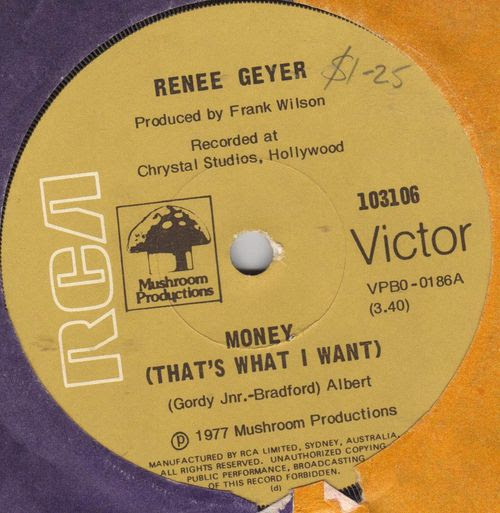 RENEE GEYER $1-25
Produced by Frank Wilson
Recorded at
Chrystal Studios, Hollywood
RCA
Mushroom
Productions
103106
Victor
VPB0-0186A
(3.40)
MONEY
(THAT'S WHAT I WANT)
(Gordy Jnr.-Bradford) Albert
℗ 1977 Mushroom Productions
MANUFACTURED BY RCA LIMITED, SYDNEY, AUSTRALIA.
ALL RIGHTS RESERVED. UNAUTHORIZED COPYING
PUBLIC PERFORMANCE, BROADCASTING
OF THIS RECORD FORBIDDEN.
(d)